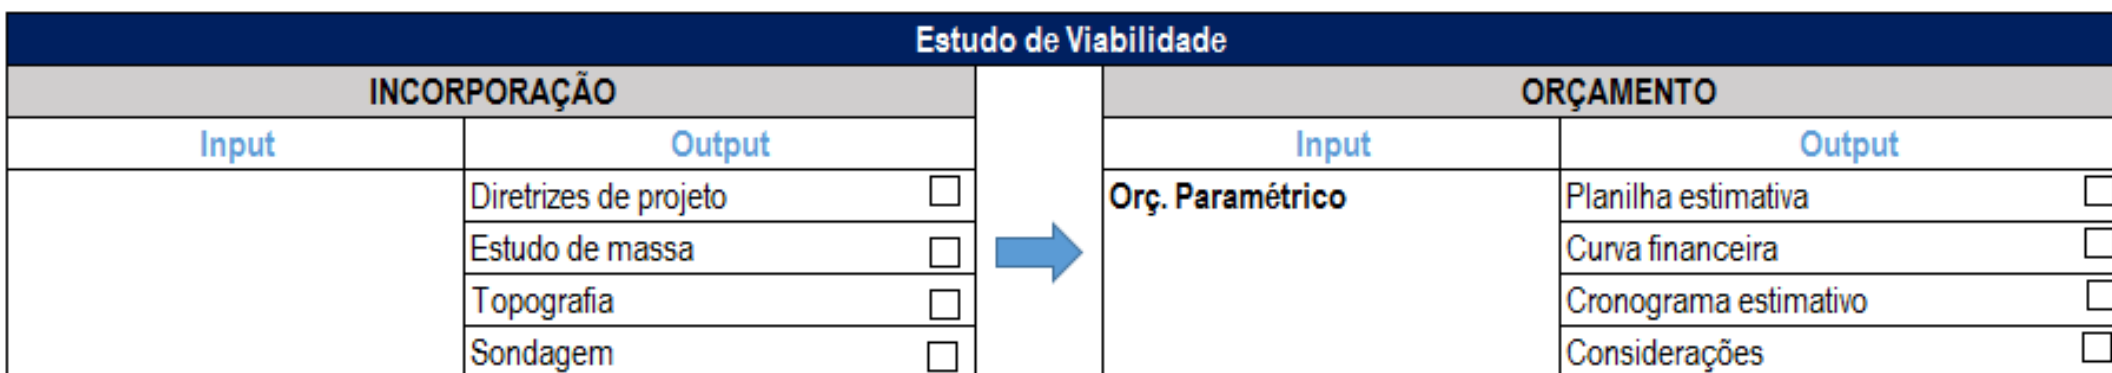 Estudo de Viabilidade
INCORPORAÇÃO ORÇAMENTO
Input Output Input Output
Diretrizes de projeto Orç. Paramétrico Planilha estimativa
Estudo de massa Curva financeira
Topografia Cronograma estimativo
Sondagem Considerações